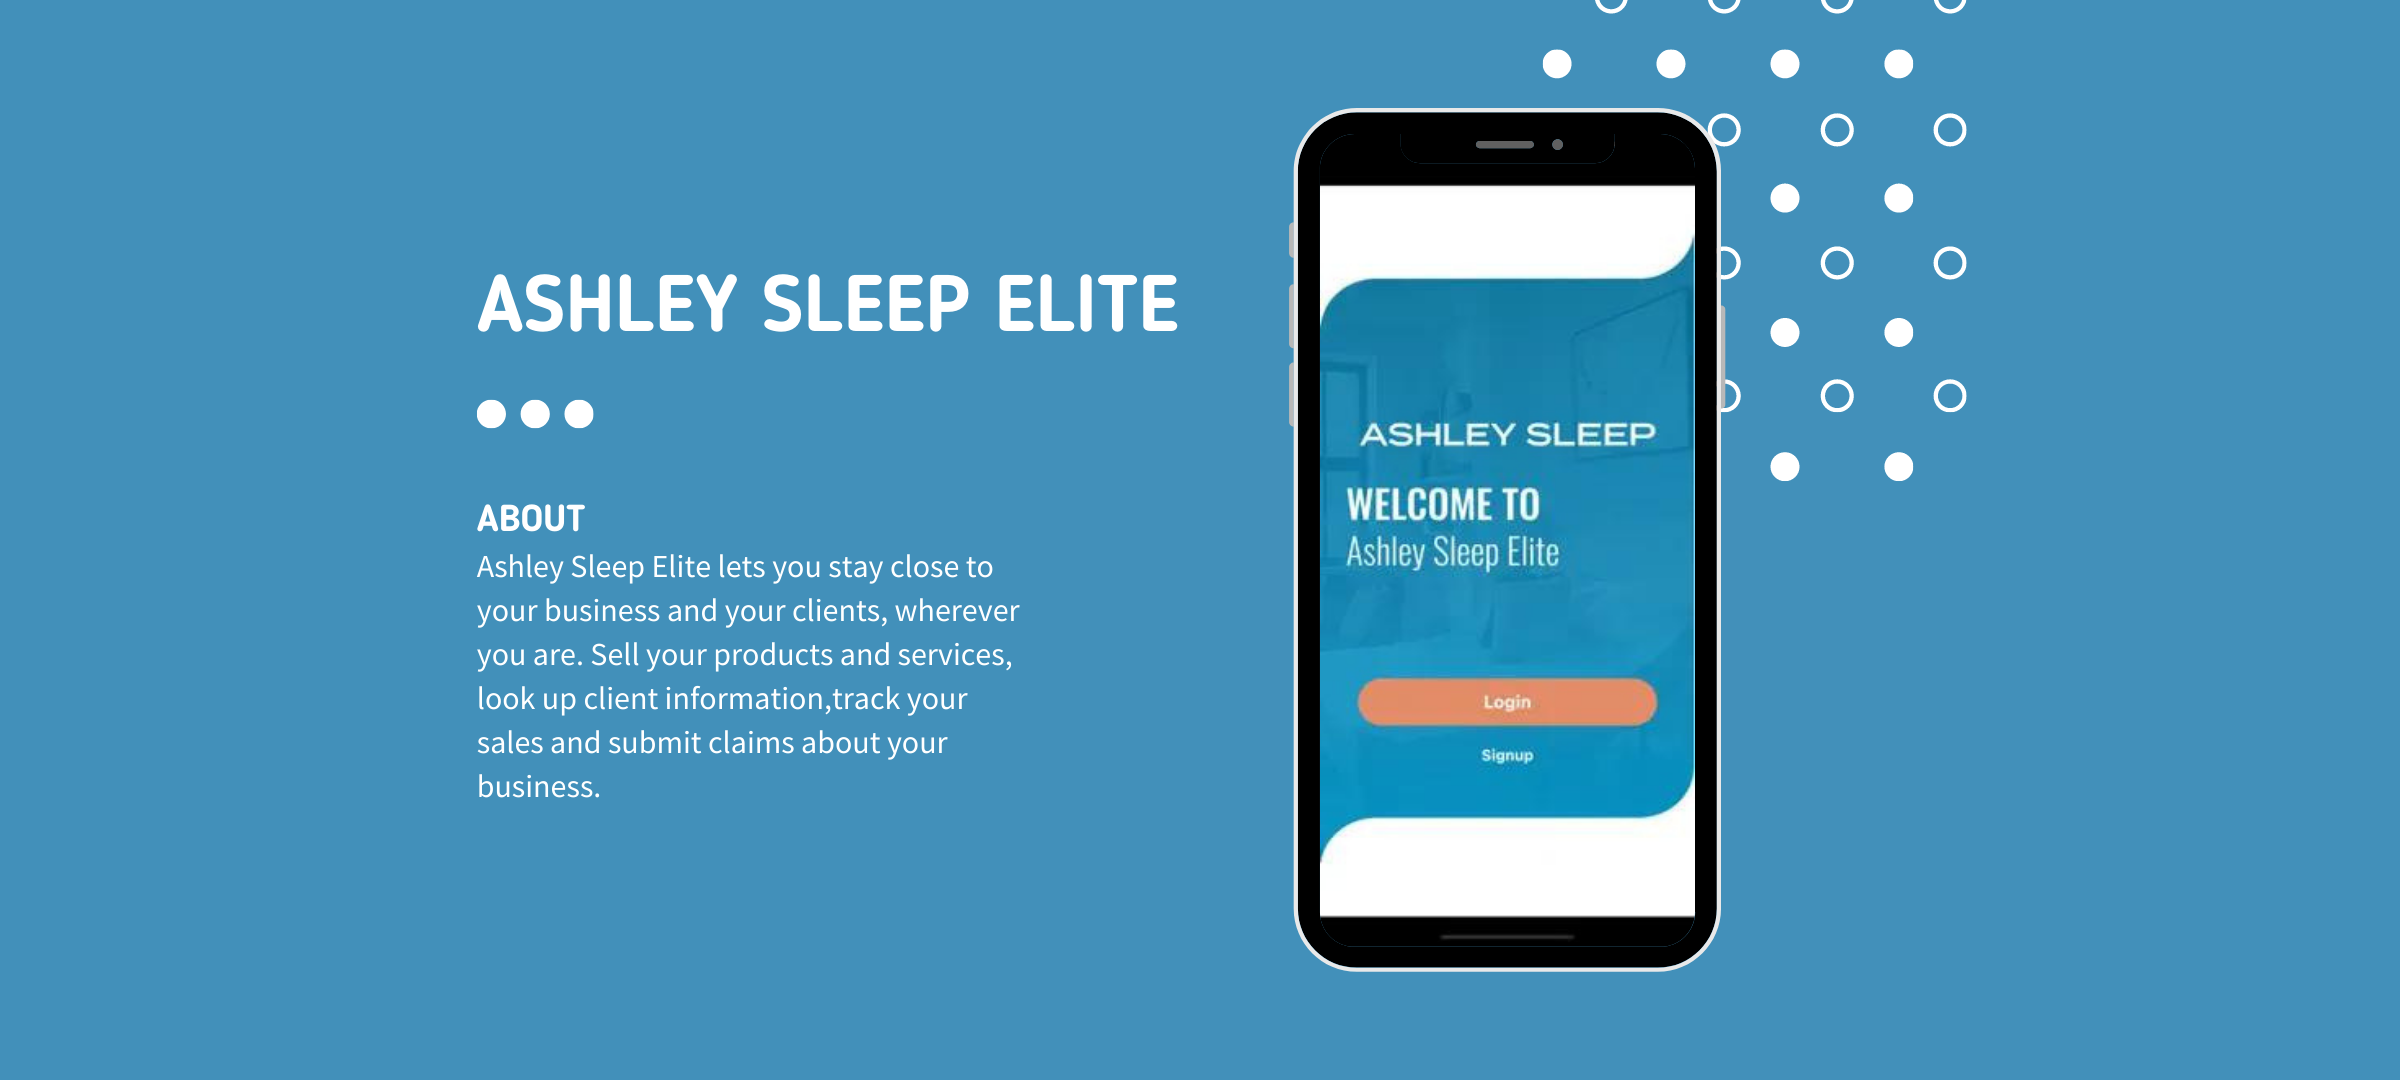 ASHLEY SLEEP ELITE
ABOUT
Ashley Sleep Elite lets you stay close to
your business and your clients, wherever
you are. Sell your products and services,
look up client information,track your
sales and submit claims about your
business.
ASHLEY SLEEP
WELCOME TO
Ashley Sleep Elite
Login
Signup